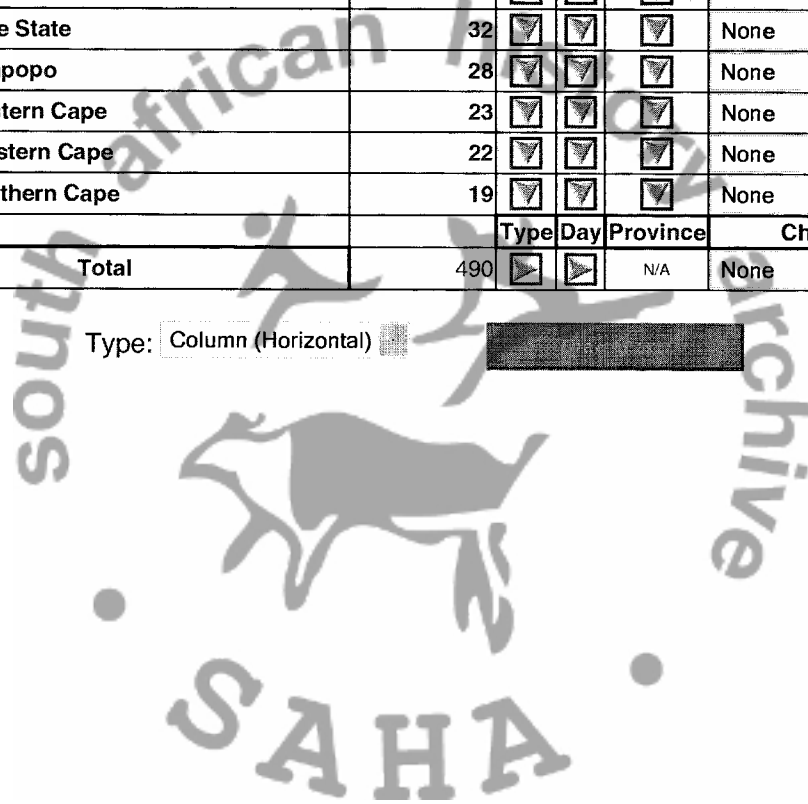 e State 32 None
popo 28 None
tern Cape 23 None
stern Cape 22 None
thern Cape 19 None
Type Day Province Ch
Total 490 N/A None
Type: Column (Horizontal)
south african history archive
SAHA